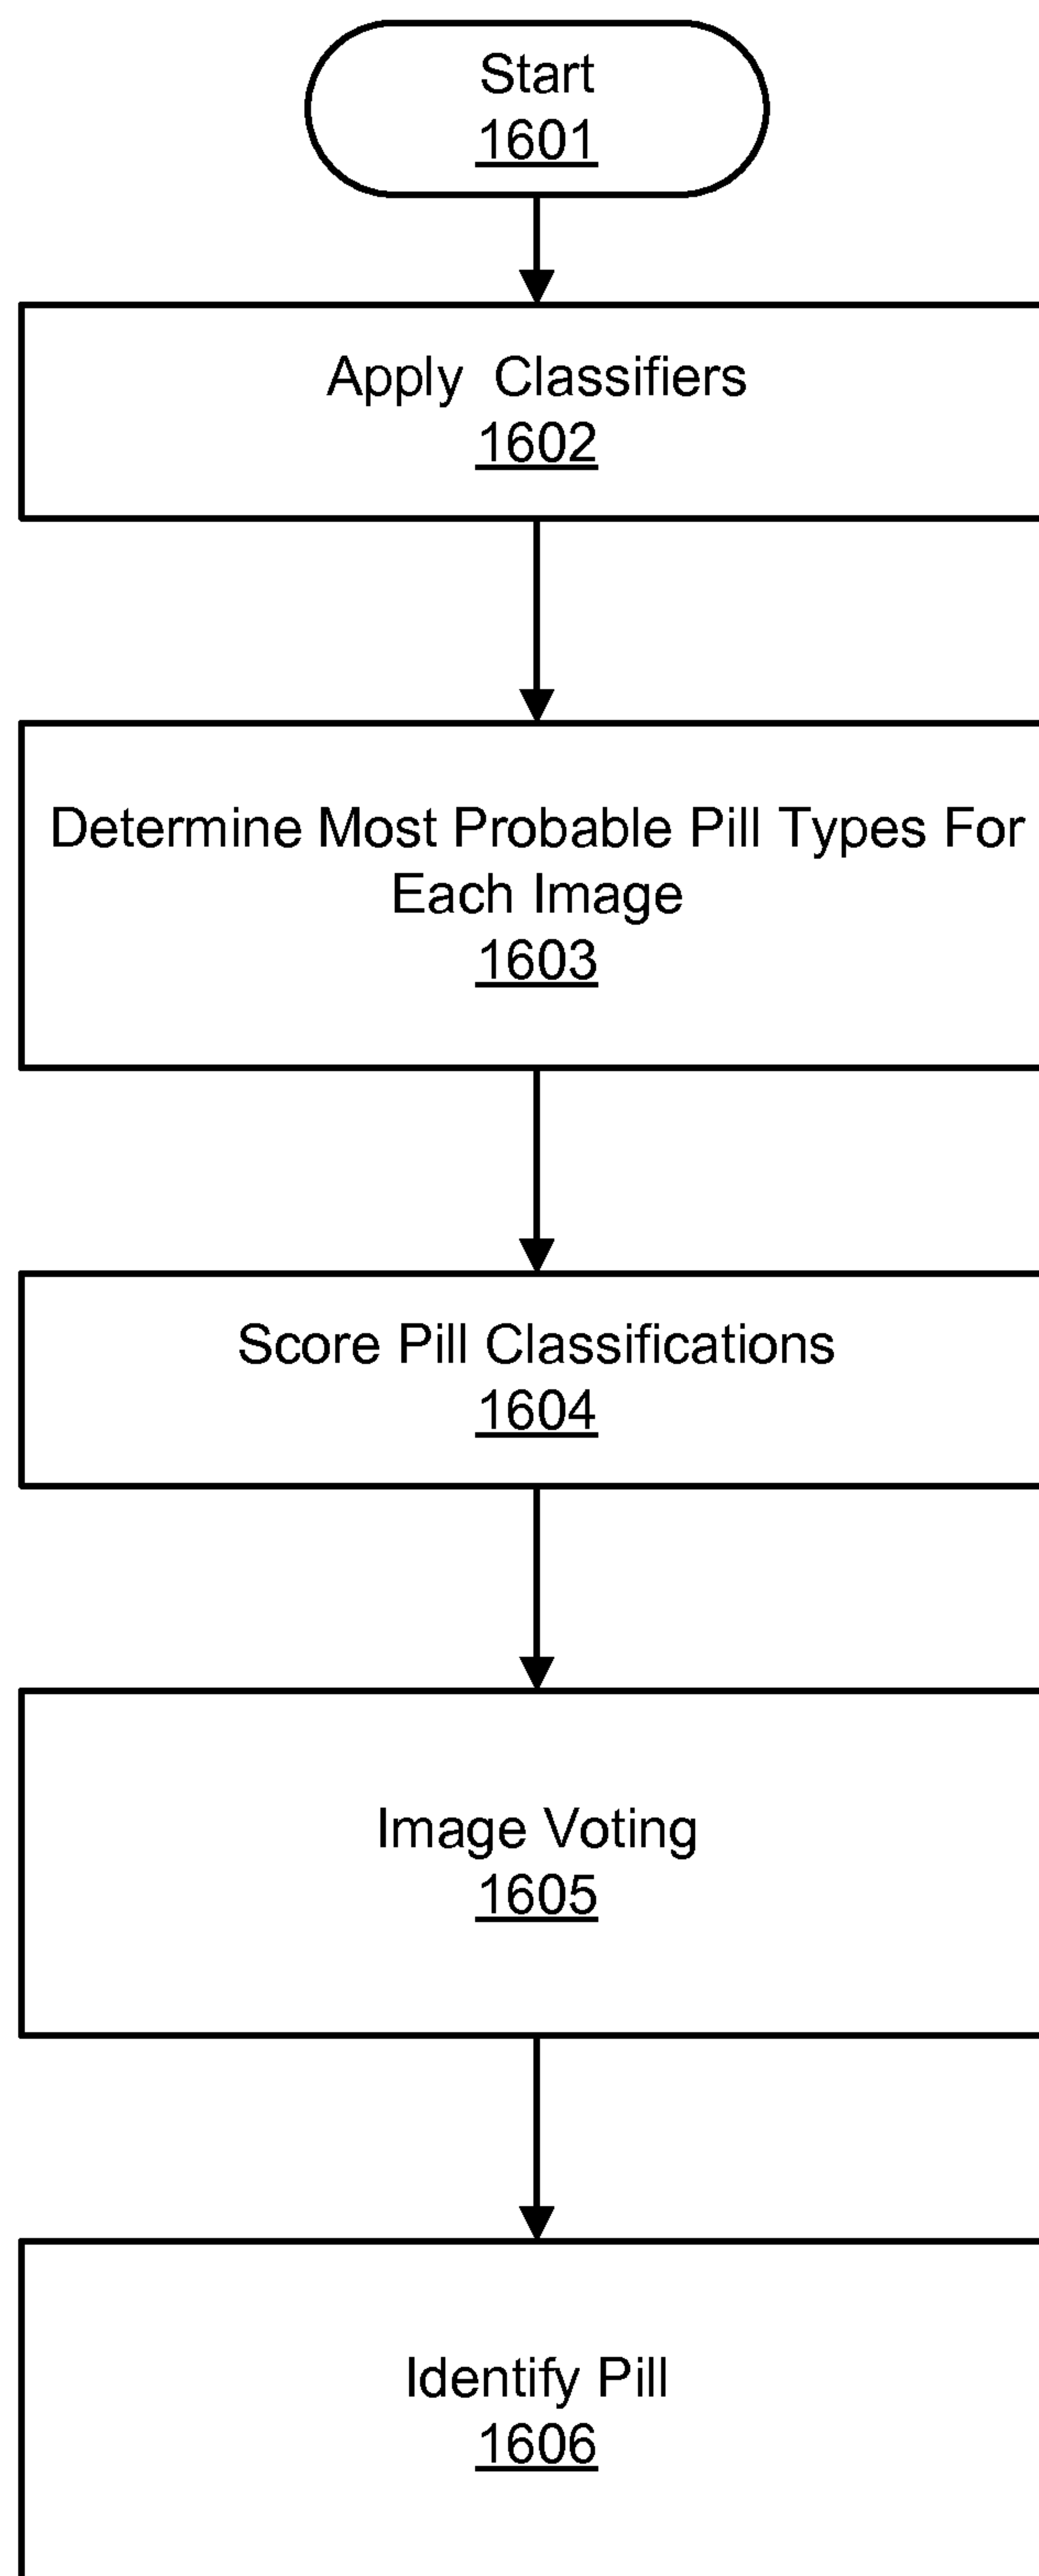 Start
1601
Apply  Classifiers
1602
Determine Most Probable Pill Types For
Each Image
1603
Score Pill Classifications
1604
Image Voting
1605
Identify Pill
1606